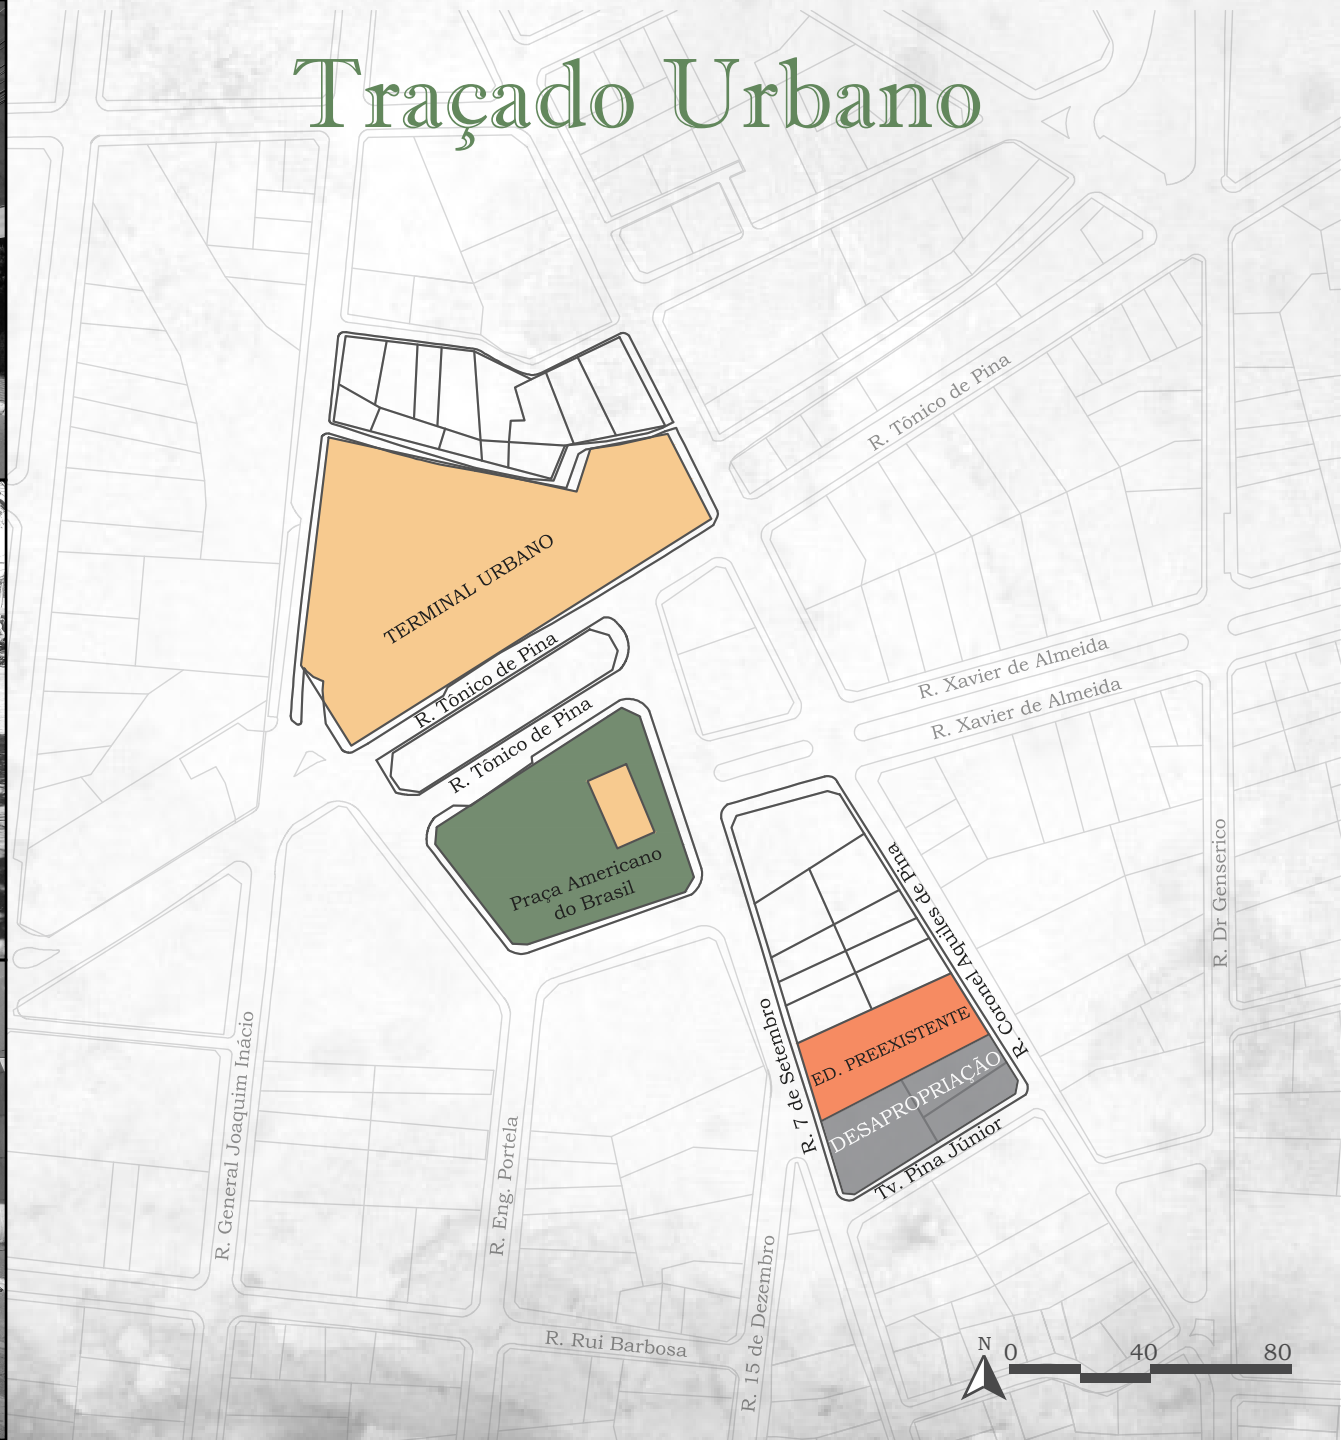 Traçado Urbano
R. Tônico de Pina
TERMINAL URBANO
R. Tônico de Pina
R. Xavier de Almeida
R. Xavier de Almeida
R. Tônico de Pina
Praça Americano
do Brasil
R. Coronel Aquiles de Pina
R. Dr Genserico
R. 7 de Setembro
ED. PREEXISTENTE
DESAPROPRIAÇÃO
Tv. Pina Júnior
R. General Joaquim Inácio
R. Eng. Portela
R. 15 de Dezembro
R. Rui Barbosa
N
0 40 80